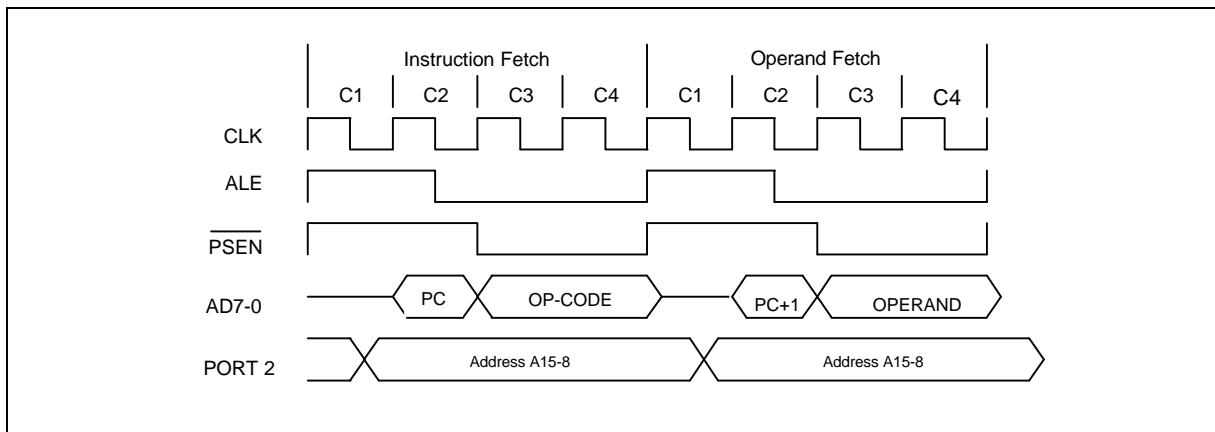 Instruction Fetch Operand Fetch
C1 C2 C3 C4 C1 C2 C3 C4
CLK
ALE
PSEN
AD7-0 PC OP-CODE PC+1 OPERAND
PORT 2 Address A15-8 Address A15-8